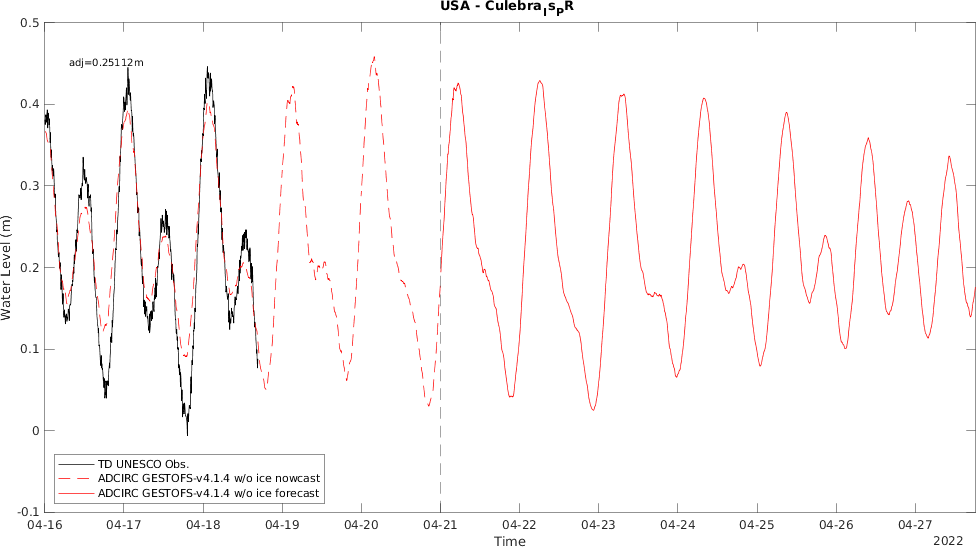 USA - CulebraIsPR
adj=0.25112m
0.5
0.4
0.3
0.2
0.1
0
-0.1
Water Level (m)
TD UNESCO Obs.
ADCIRC GESTOFS-v4.1.4 w/o ice nowcast
ADCIRC GESTOFS-v4.1.4 w/o ice forecast
04-16 04-17 04-18 04-19 04-20 04-21 04-22 04-23 04-24 04-25 04-26 04-27
Time
2022